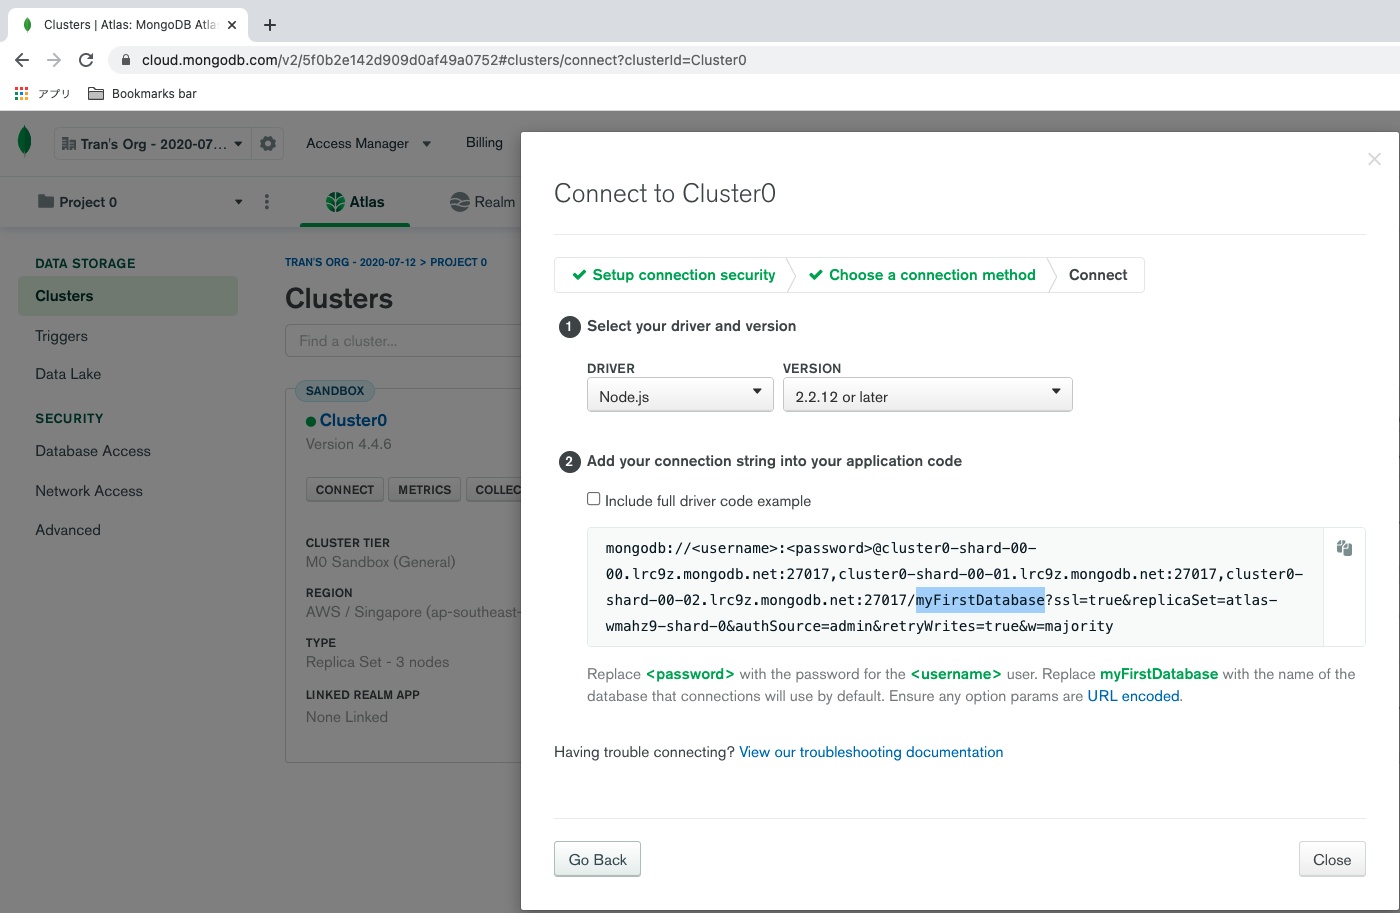 Clusters | Atlas: MongoDB Atla
cloud.mongodb.com/v2/5f0b2e142d909d0af49a0752#clusters/connect?clusterId=Cluster0
アプリ
Bookmarks bar
Tran's Org - 2020-07...
Access Manager
Billing
Project 0
Atlas
Realm
DATA STORAGE
Clusters
Triggers
Data Lake
SECURITY
Database Access
Network Access
Advanced
TRAN'S ORG - 2020-07-12 > PROJECT 0
Clusters
Find a cluster...
SANDBOX
Cluster0
Version 4.4.6
CONNECT
METRICS
COLLEC
CLUSTER TIER
M0 Sandbox (General)
REGION
AWS / Singapore (ap-southeast-
TYPE
Replica Set - 3 nodes
LINKED REALM APP
None Linked
Connect to Cluster0
Setup connection security
Choose a connection method
Connect
1 Select your driver and version
DRIVER
VERSION
Node.js
2.2.12 or later
2 Add your connection string into your application code
Include full driver code example
mongodb://<username>:<password>@cluster0-shard-00-
00.lrc9z.mongodb.net:27017,cluster0-shard-00-01.lrc9z.mongodb.net:27017,cluster0-
shard-00-02.lrc9z.mongodb.net:27017/myFirstDatabase?ssl=true&replicaSet=atlas-
wmahz9-shard-0&authSource=admin&retryWrites=true&w=majority
Replace <password> with the password for the <username> user. Replace myFirstDatabase with the name of the
database that connections will use by default. Ensure any option params are URL encoded.
Having trouble connecting? View our troubleshooting documentation
Go Back
Close